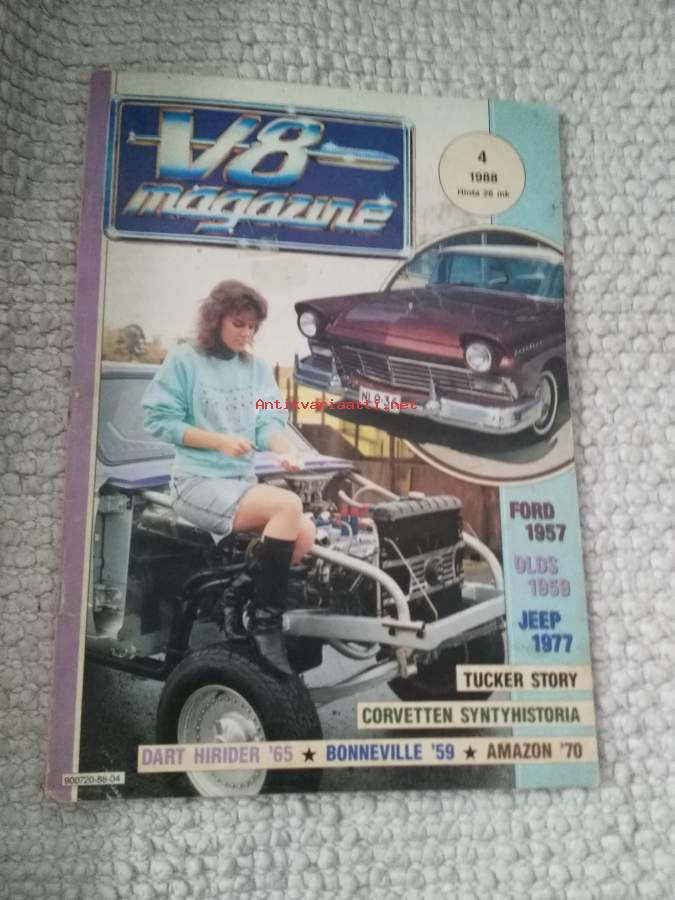 V8
magazine
4
1988
Hinta 26 mk
Antikvariaatti.net
FORD
1957
OLDS
1959
JEEP
1977
TUCKER STORY
CORVETTEN SYNTYHISTORIA
DART HIRIDER '65 ★ BONNEVILLE '59 ★ AMAZON '70
900720-88-04